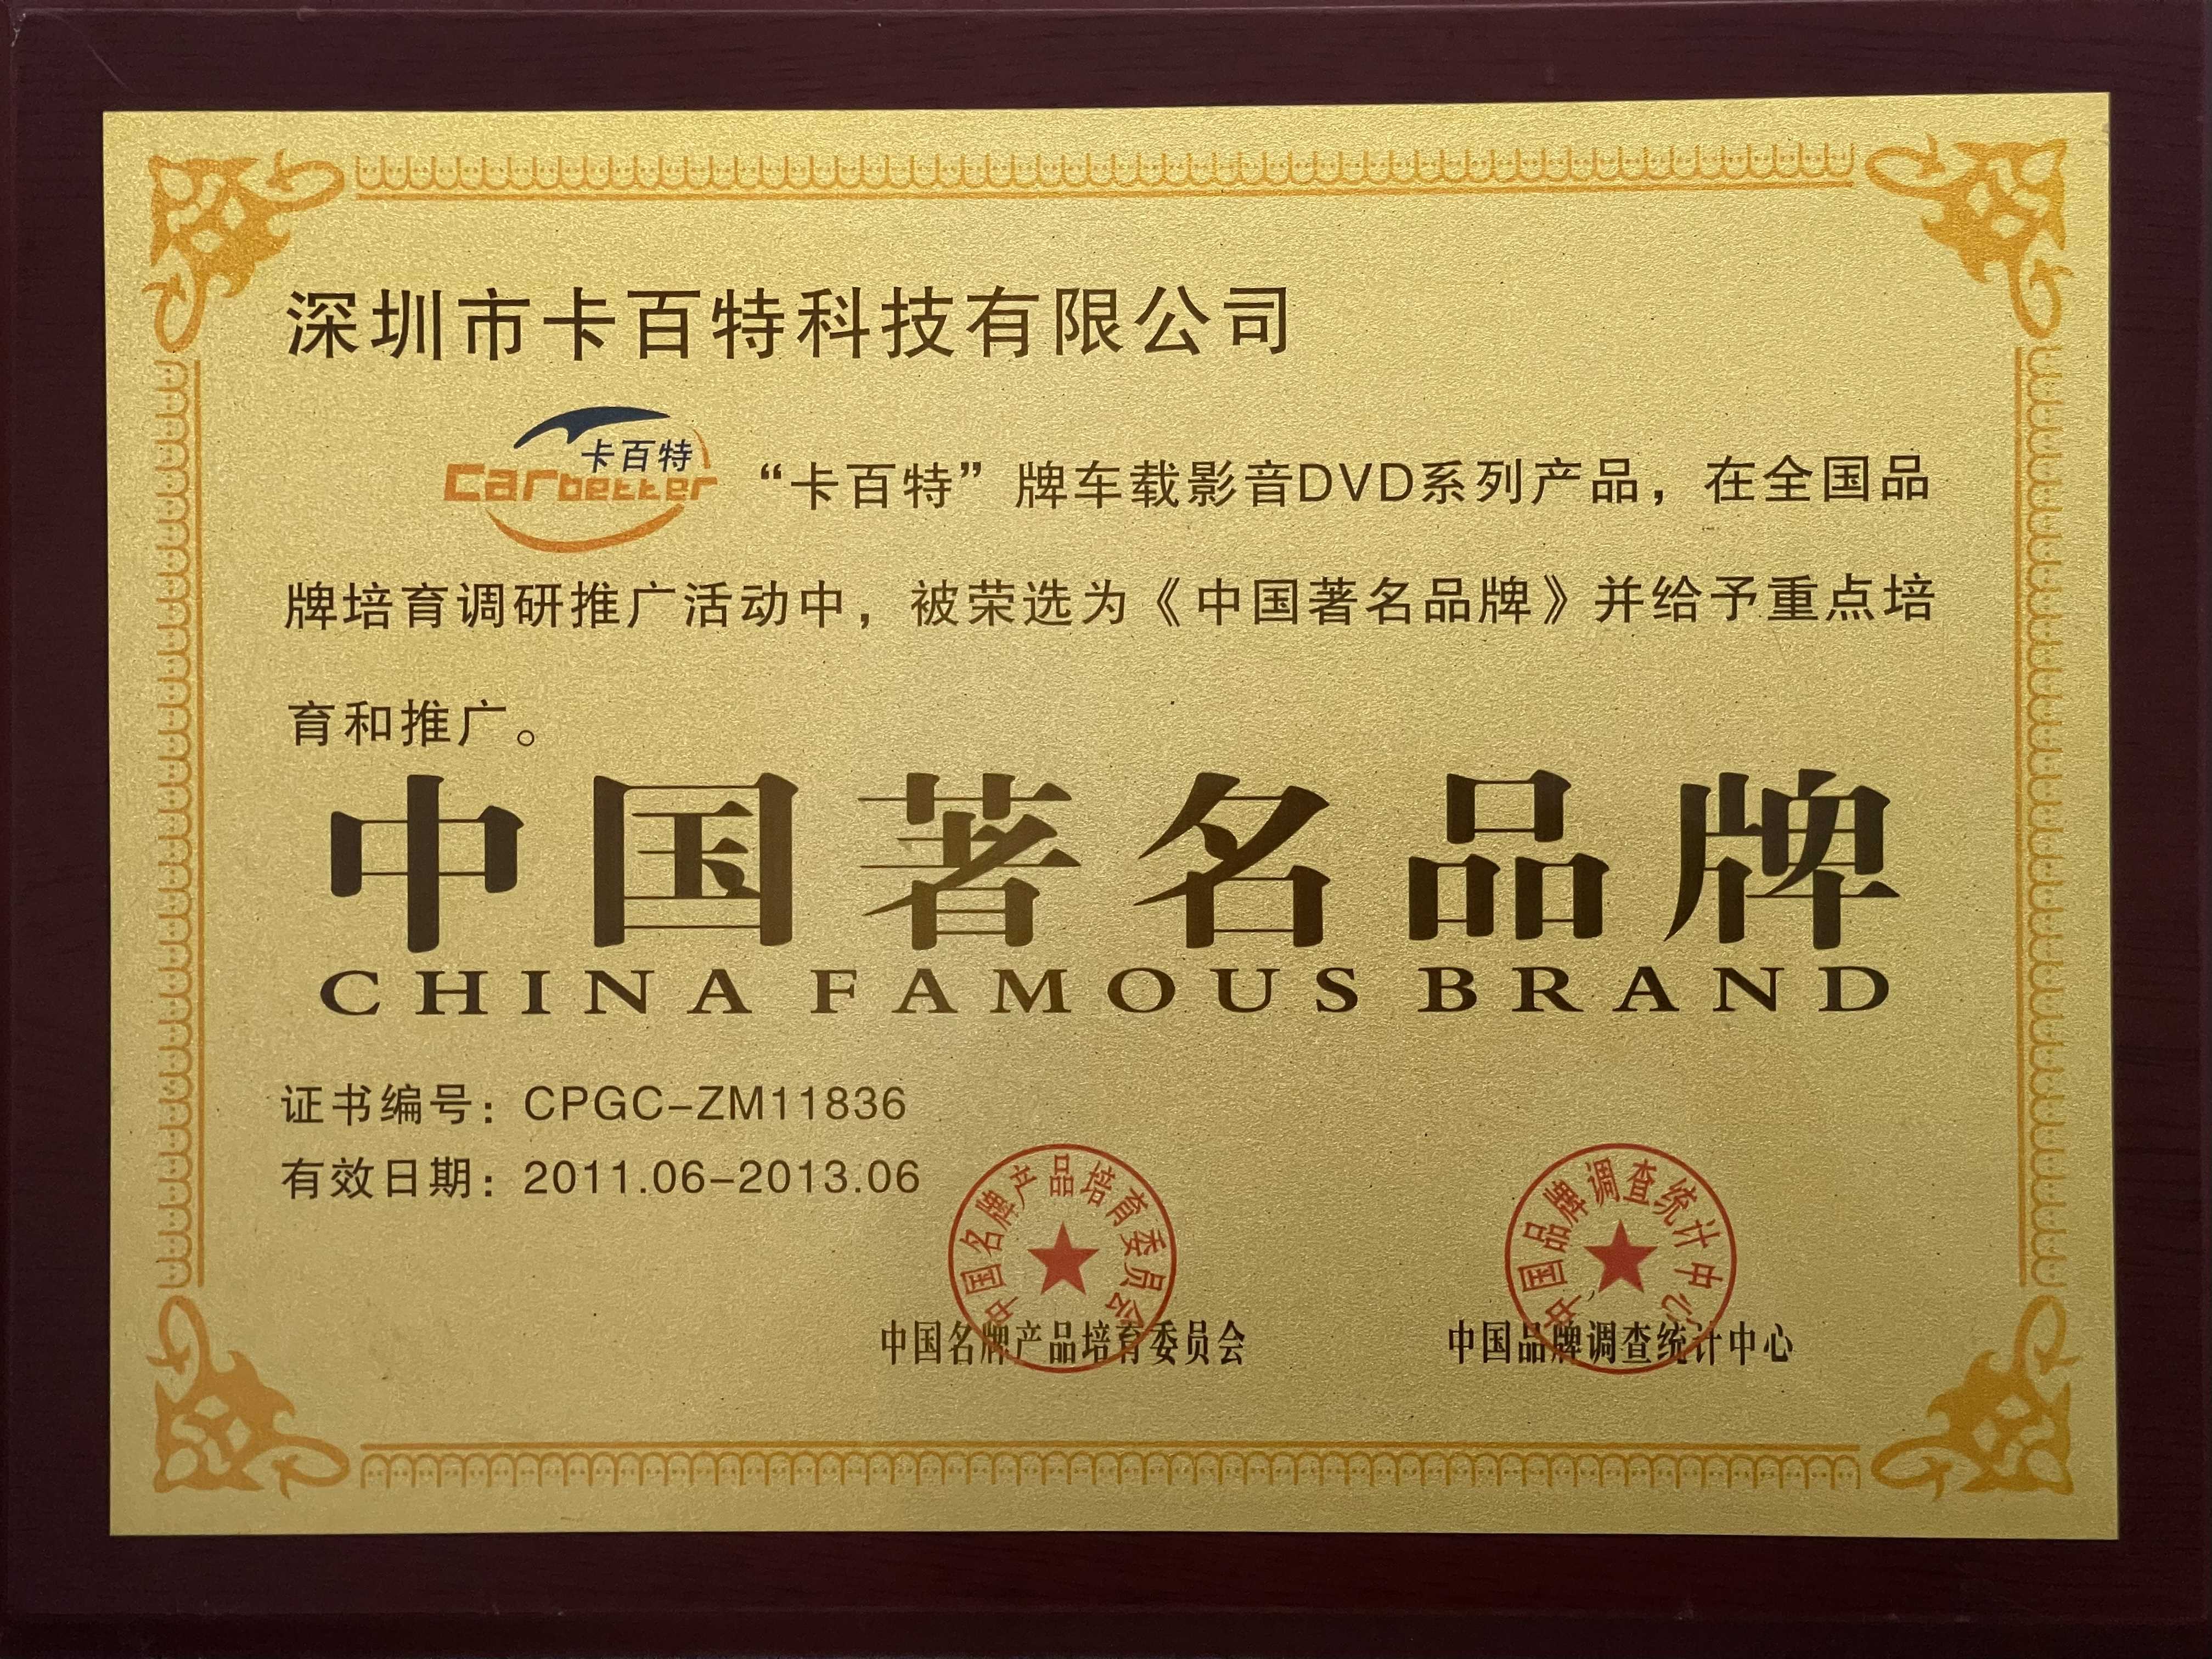 深圳市卡百特科技有限公司
卡百特
Carbetter
“卡百特”牌车载影音DVD系列产品，在全国品
牌培育调研推广活动中，被荣选为《中国著名品牌》并给予重点培
育和推广。
中国著名品牌
CHINA FAMOUS BRAND
证书编号：CPGC-ZM11836
有效日期：2011.06-2013.06
中国名牌产品培育委员会
中国品牌调查统计中心
中国名牌产品培育委员会
中国品牌调查统计中心